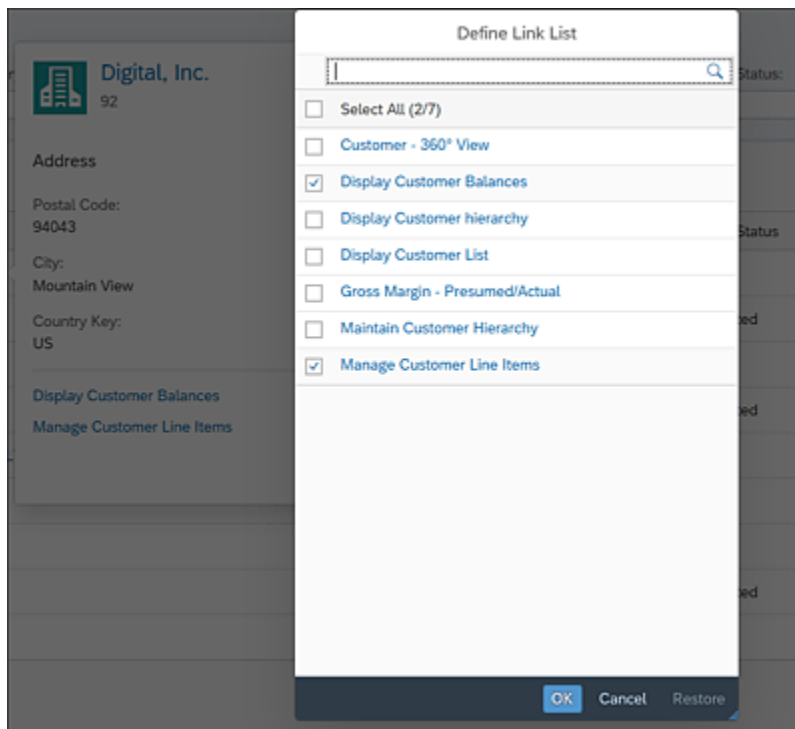 Define Link List
Digital, Inc.
92
Status:
Select All (2/7)
Customer - 360° View
Address
Display Customer Balances
Postal Code:
94043
Display Customer hierarchy
Status
City:
Mountain View
Display Customer List
Gross Margin - Presumed/Actual
Country Key:
US
Maintain Customer Hierarchy
Manage Customer Line Items
Display Customer Balances
Manage Customer Line Items
OK Cancel Restore